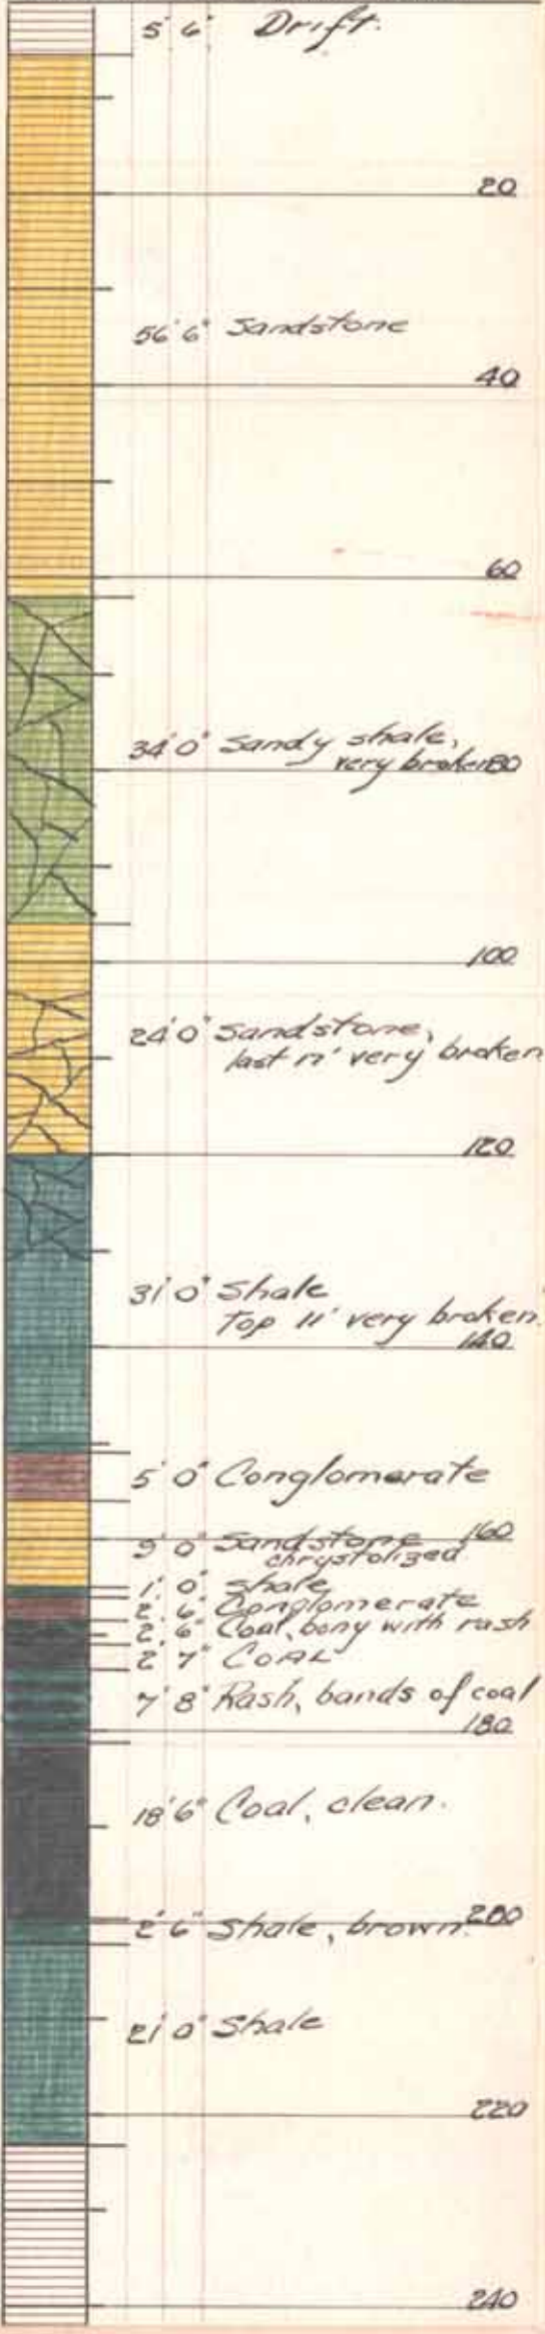 5' 6" Drift.
20
56' 6" Sandstone
40
60
34' 0" Sandy shale,
very broken 80
100
24' 0" Sandstone,
last 17' very broken
120
31' 0" Shale
Top 11' very broken.
140
5' 0" Conglomerate
9' 0" Sandstone 160
chrystolized
1' 0" shale
2' 6" Conglomerate
2' 6" Coal, bony with rash
2' 7" COAL
7' 8" Rash, bands of coal
180
18' 6" Coal, clean.
2' 6" Shale, brown. 200
21' 0" Shale
220
240